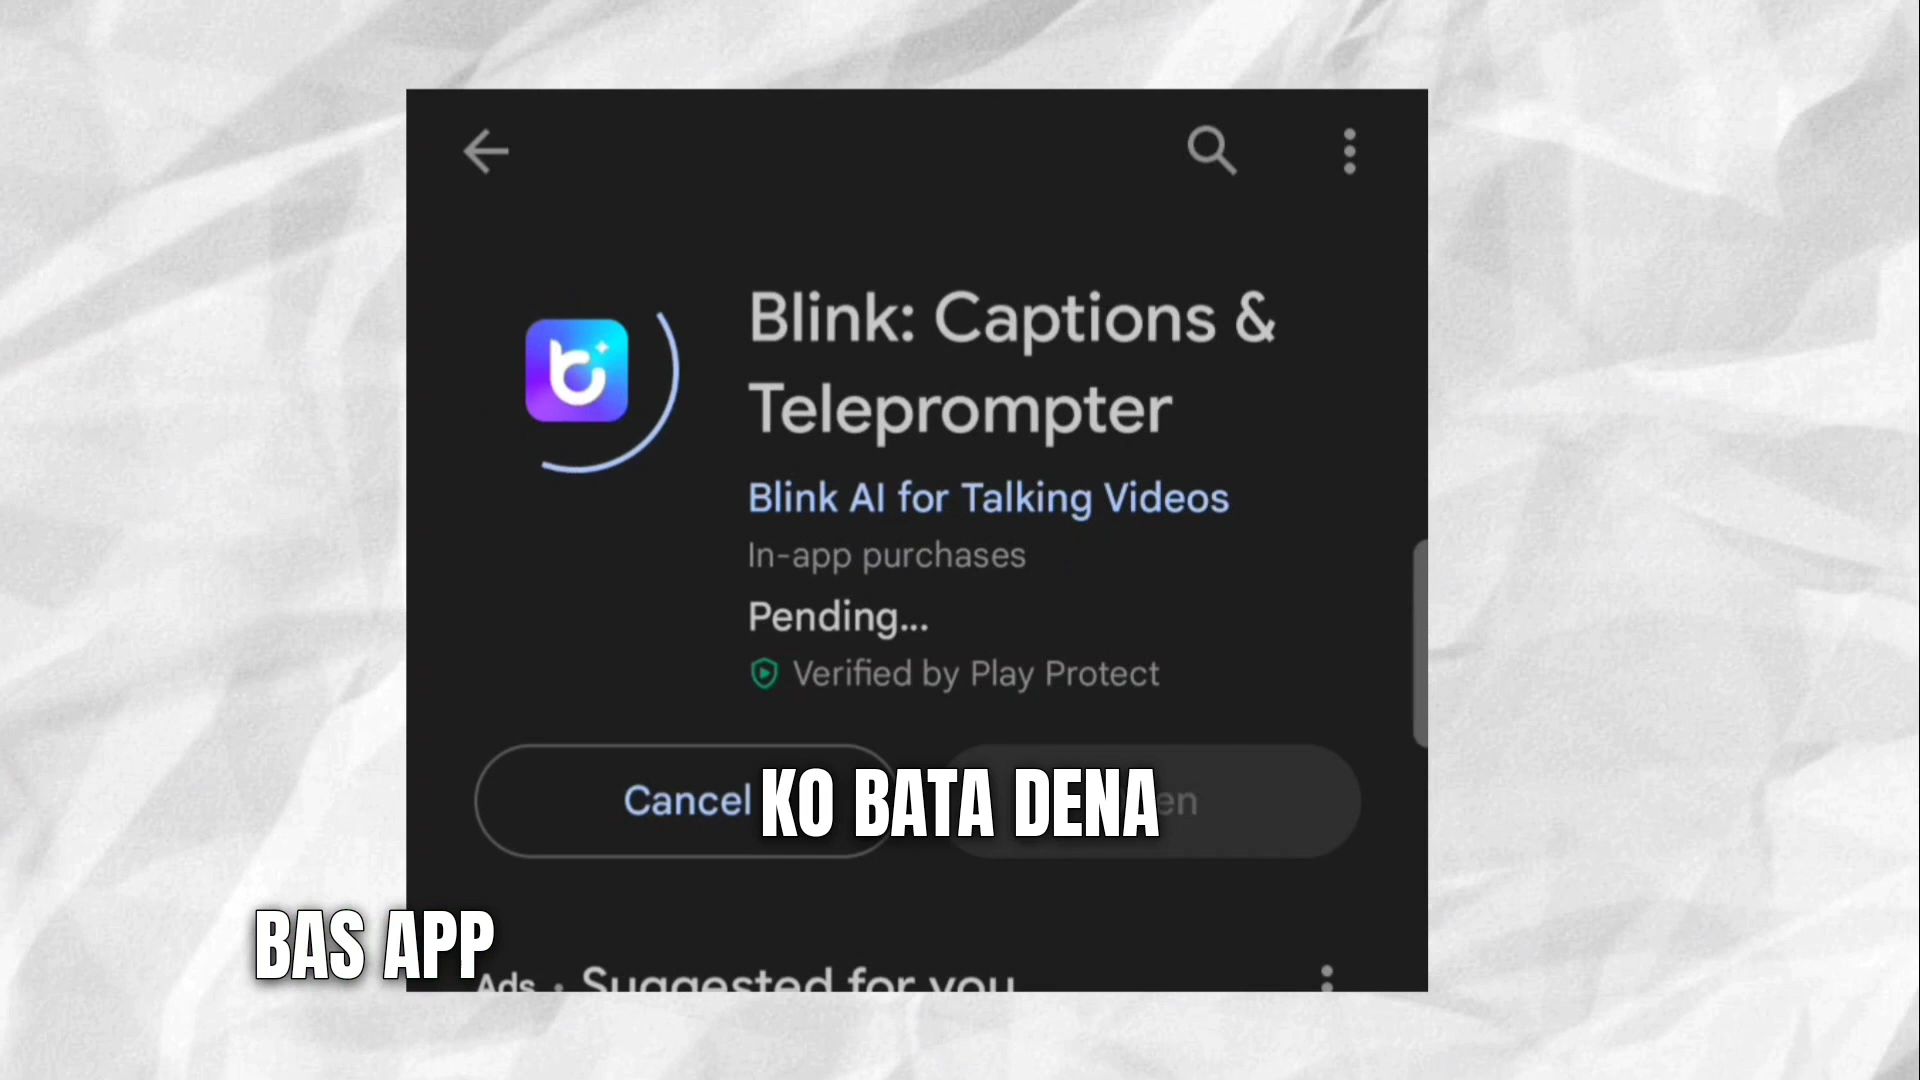 Blink: Captions &
Teleprompter
Blink AI for Talking Videos
In-app purchases
Pending...
Verified by Play Protect
Cancel
KO BATA DENA
BAS APP
Ads • Suggested for you